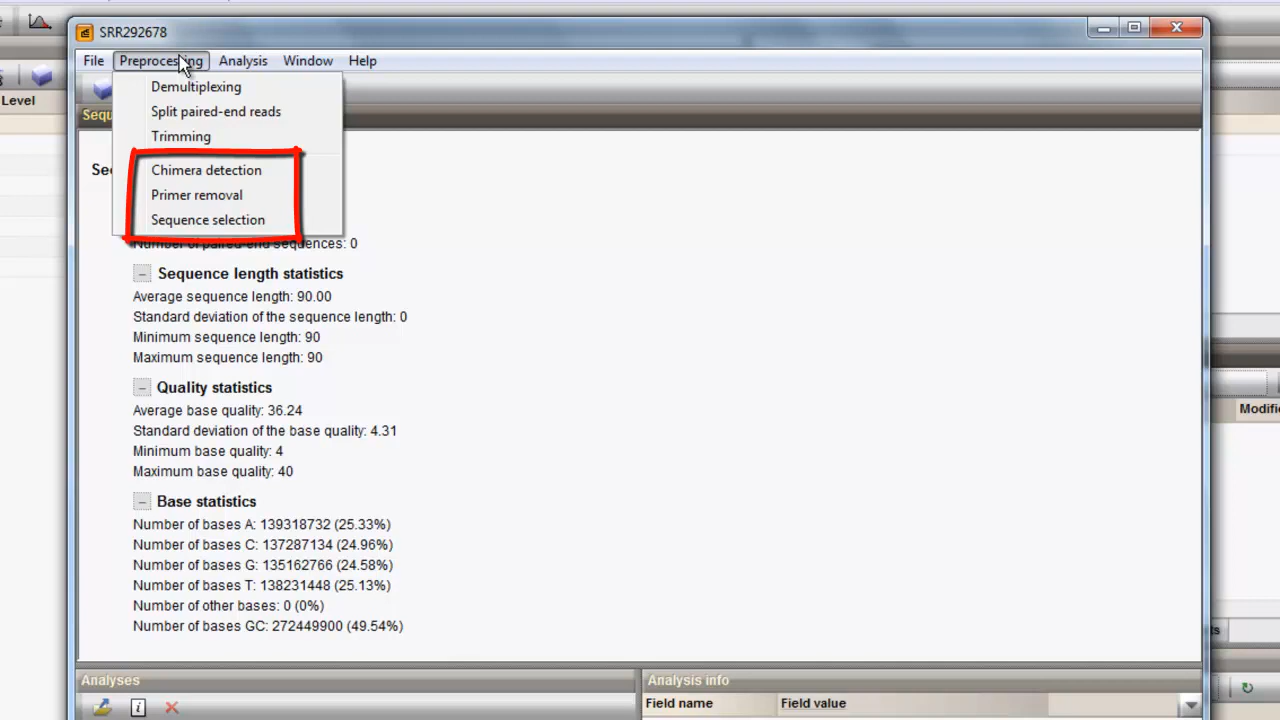 SRR292678
File Preprocessing Analysis Window Help
Demultiplexing
Level
Split paired-end reads
Trimming
Chimera detection
Primer removal
Sequence selection
Number of paired-end sequences: 0
Sequence length statistics
Average sequence length: 90.00
Standard deviation of the sequence length: 0
Minimum sequence length: 90
Maximum sequence length: 90
Quality statistics
Average base quality: 36.24
Standard deviation of the base quality: 4.31
Minimum base quality: 4
Maximum base quality: 40
Base statistics
Number of bases A: 139318732 (25.33%)
Number of bases C: 137287134 (24.96%)
Number of bases G: 135162766 (24.58%)
Number of bases T: 138231448 (25.13%)
Number of other bases: 0 (0%)
Number of bases GC: 272449900 (49.54%)
Analyses
Analysis info
Field name Field value